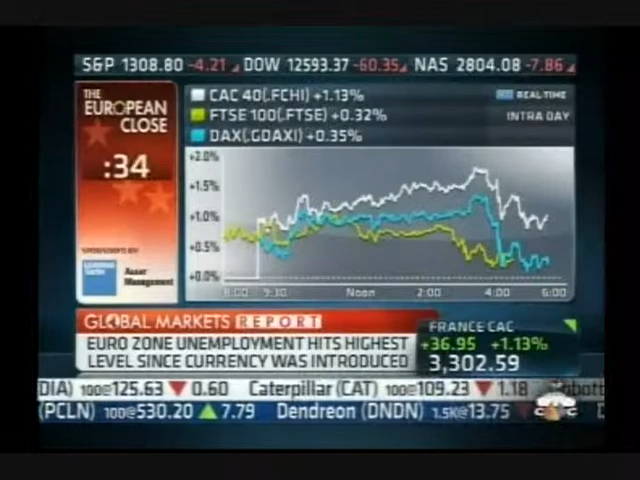 S&P 1308.80 -4.21 DOW 12593.37 -60.35 NAS 2804.08 -7.86
THE
EUROPEAN
CLOSE
:34
Asset
Management
CAC 40(.FCHI) +1.13%
REAL-TIME
FTSE 100(.FTSE) +0.32%
INTRA DAY
DAX(.GDAXI) +0.35%
+2.0%
+1.5%
+1.0%
+0.5%
+0.0%
8:00 9:30 Noon 2:00 4:00 6:00
GLOBAL MARKETS REPORT
EURO ZONE UNEMPLOYMENT HITS HIGHEST
LEVEL SINCE CURRENCY WAS INTRODUCED
FRANCE CAC
+36.95 +1.13%
3,302.59
DIA) 100@125.63 0.60 Caterpillar (CAT) 100@109.23 1.18
(PCLN) 100@530.20 7.79 Dendreon (DNDN) 1.5K@13.75